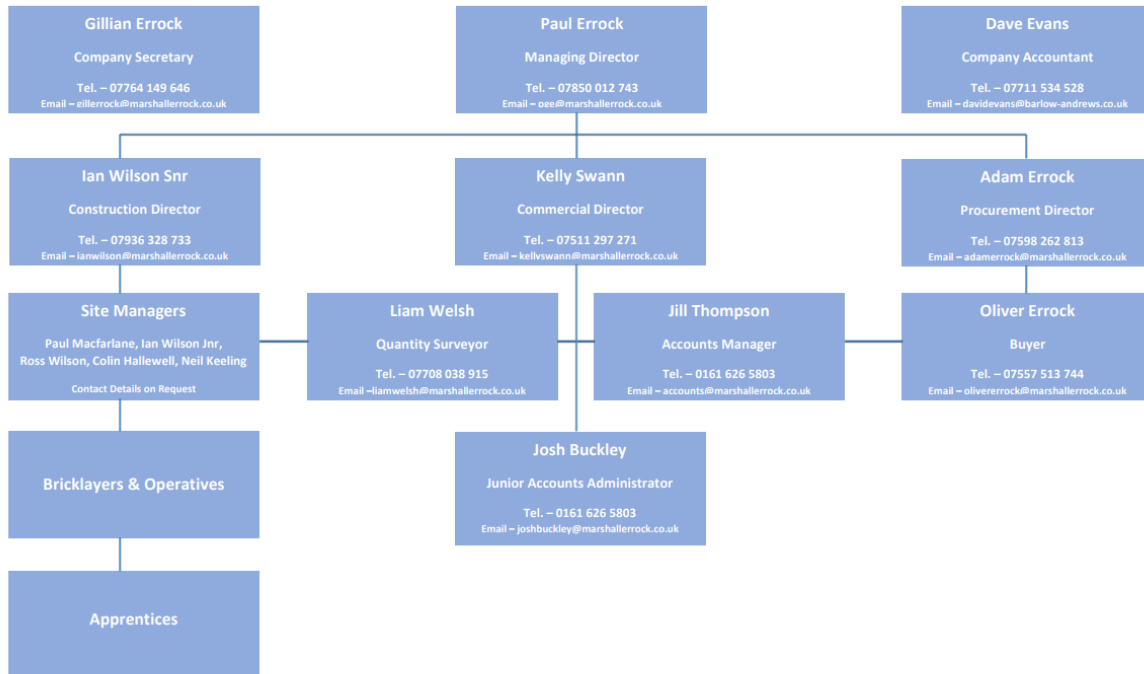 Gillian Errock
Company Secretary
Tel. – 07764 149 646
Email – gillerrock@marshallerrock.co.uk
Paul Errock
Managing Director
Tel. – 07850 012 743
Email – pge@marshallerrock.co.uk
Dave Evans
Company Accountant
Tel. – 07711 534 528
Email – davidevans@barlow-andrews.co.uk
Ian Wilson Snr
Construction Director
Tel. – 07936 328 733
Email – ianwilson@marshallerrock.co.uk
Kelly Swann
Commercial Director
Tel. – 07511 297 271
Email – kellyswann@marshallerrock.co.uk
Adam Errock
Procurement Director
Tel. – 07598 262 813
Email – adamerrock@marshallerrock.co.uk
Site Managers
Paul Macfarlane, Ian Wilson Jnr,
Ross Wilson, Colin Hallewell, Neil Keeling
Contact Details on Request
Liam Welsh
Quantity Surveyor
Tel. – 07708 038 915
Email –liamwelsh@marshallerrock.co.uk
Jill Thompson
Accounts Manager
Tel. – 0161 626 5803
Email – accounts@marshallerrock.co.uk
Oliver Errock
Buyer
Tel. – 07557 513 744
Email – olivererrock@marshallerrock.co.uk
Bricklayers & Operatives
Josh Buckley
Junior Accounts Administrator
Tel. – 0161 626 5803
Email – joshbuckley@marshallerrock.co.uk
Apprentices